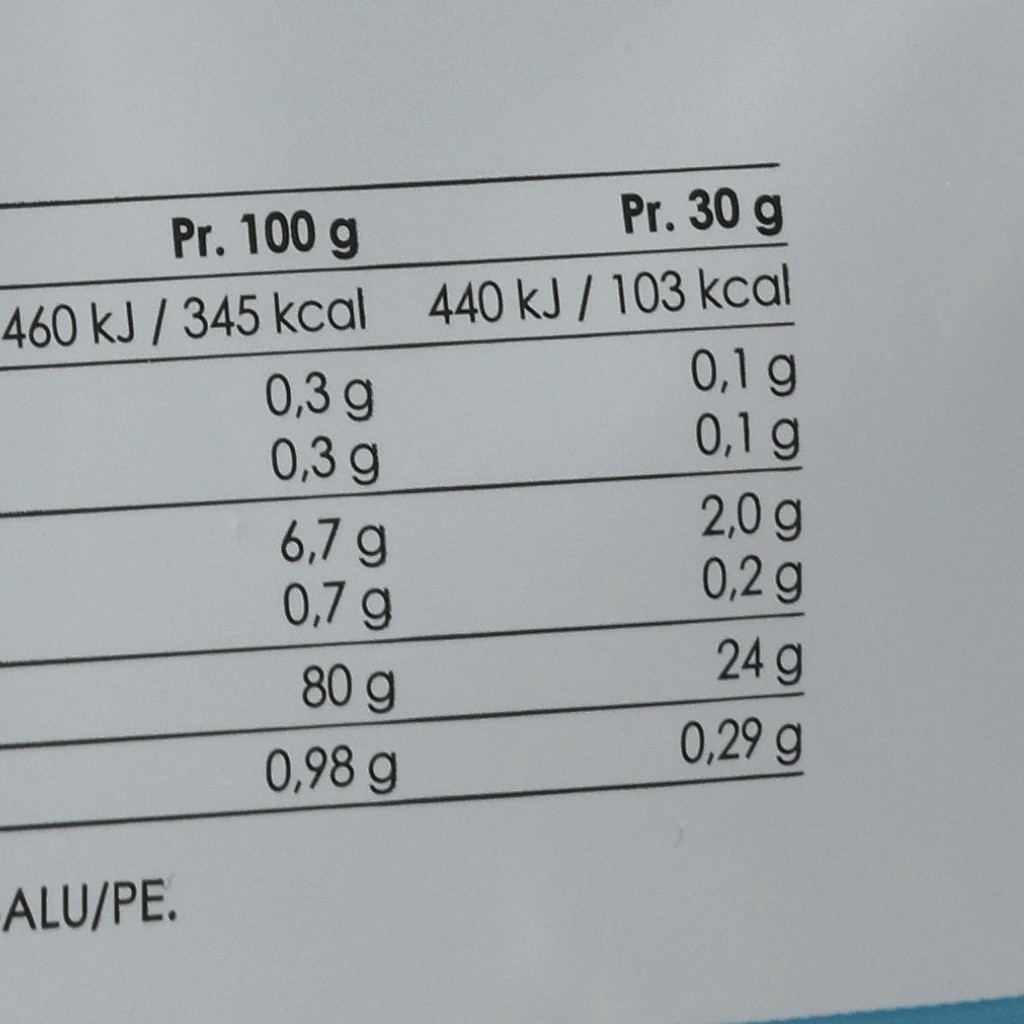 Pr. 100 g Pr. 30 g
460 kJ / 345 kcal 440 kJ / 103 kcal
0,3 g 0,1 g
0,3 g 0,1 g
6,7 g 2,0 g
0,7 g 0,2 g
80 g 24 g
0,98 g 0,29 g
-ALU/PE.